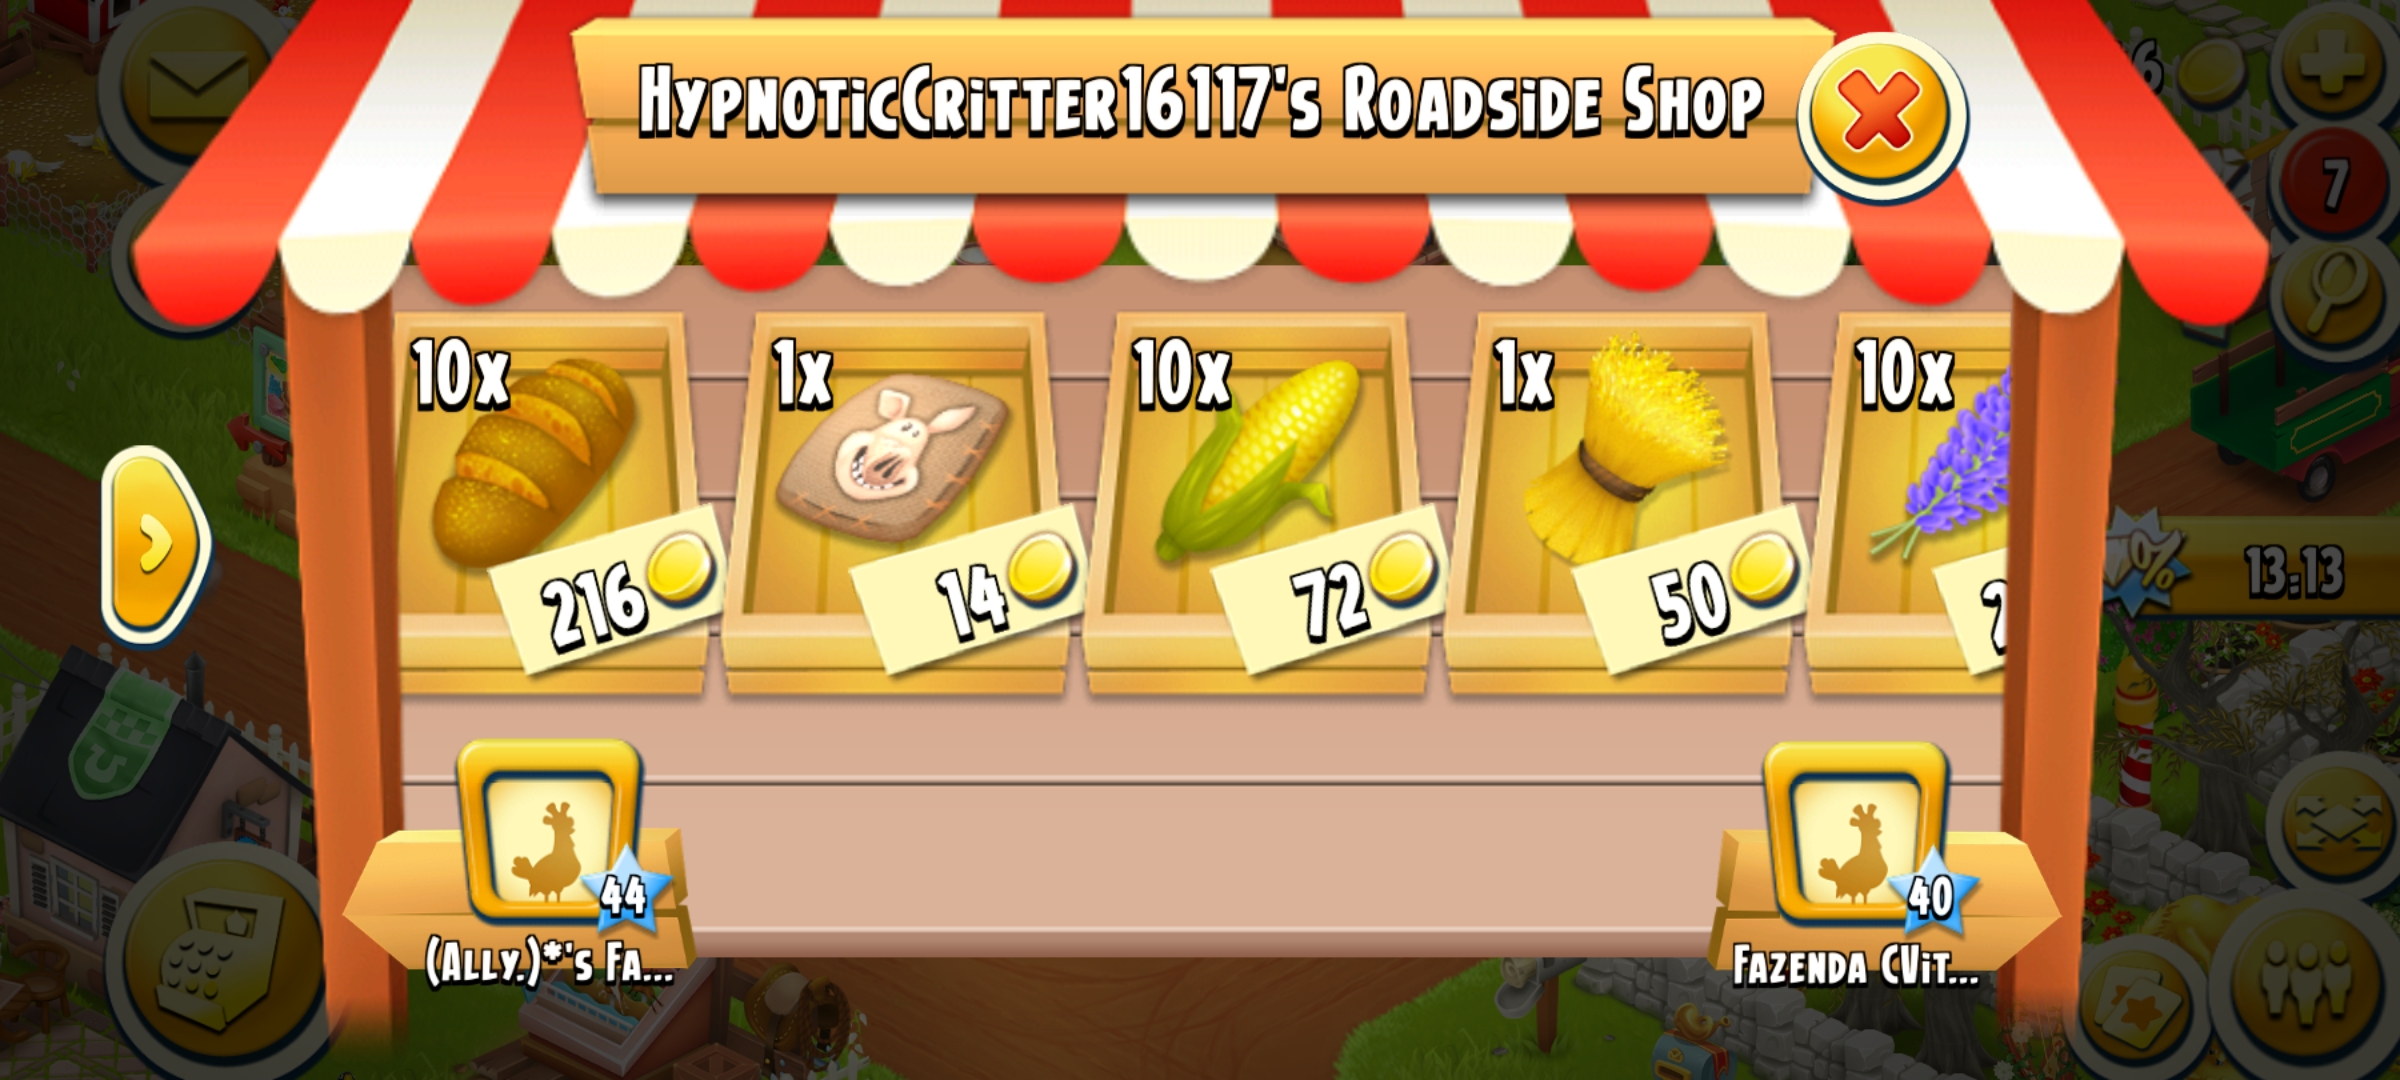 HypnoticCritter16117's Roadside Shop
7
10x
1x
10x
1x
10x
216
14
72
50
13:13
44
40
(Ally.)*'s Fa...
Fazenda CVit...